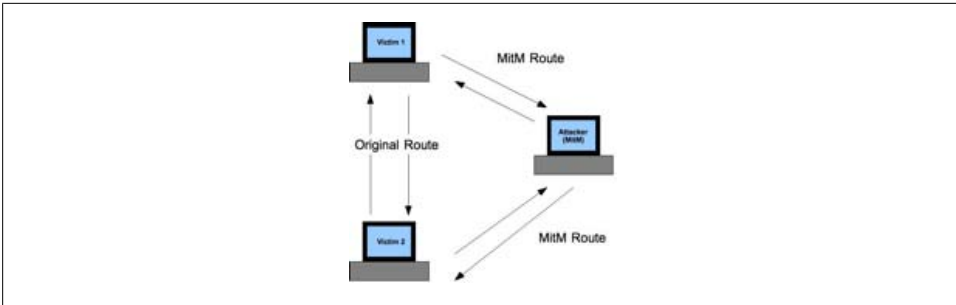 Victim 1
MitM Route
Attacker
(MitM)
Original Route
Victim 2
MitM Route